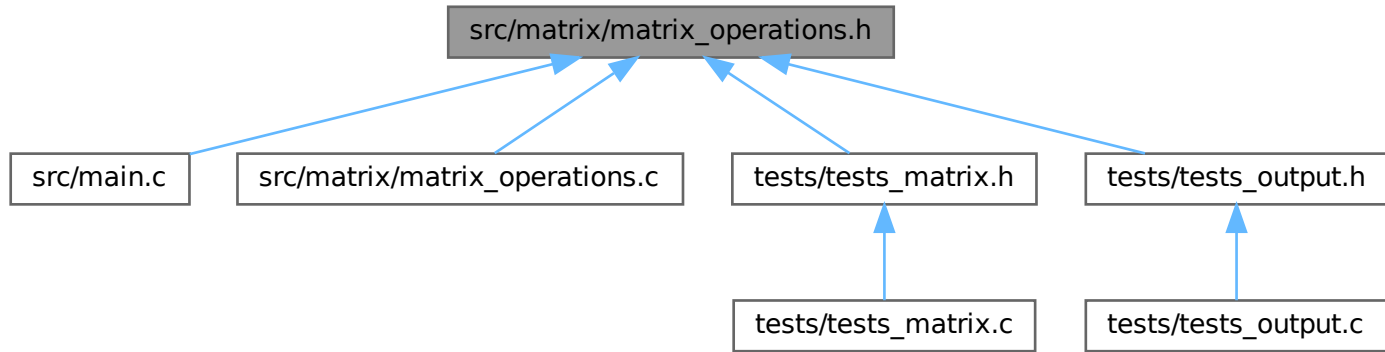 src/matrix/matrix_operations.h
src/main.c
src/matrix/matrix_operations.c
tests/tests_matrix.h
tests/tests_output.h
tests/tests_matrix.c
tests/tests_output.c